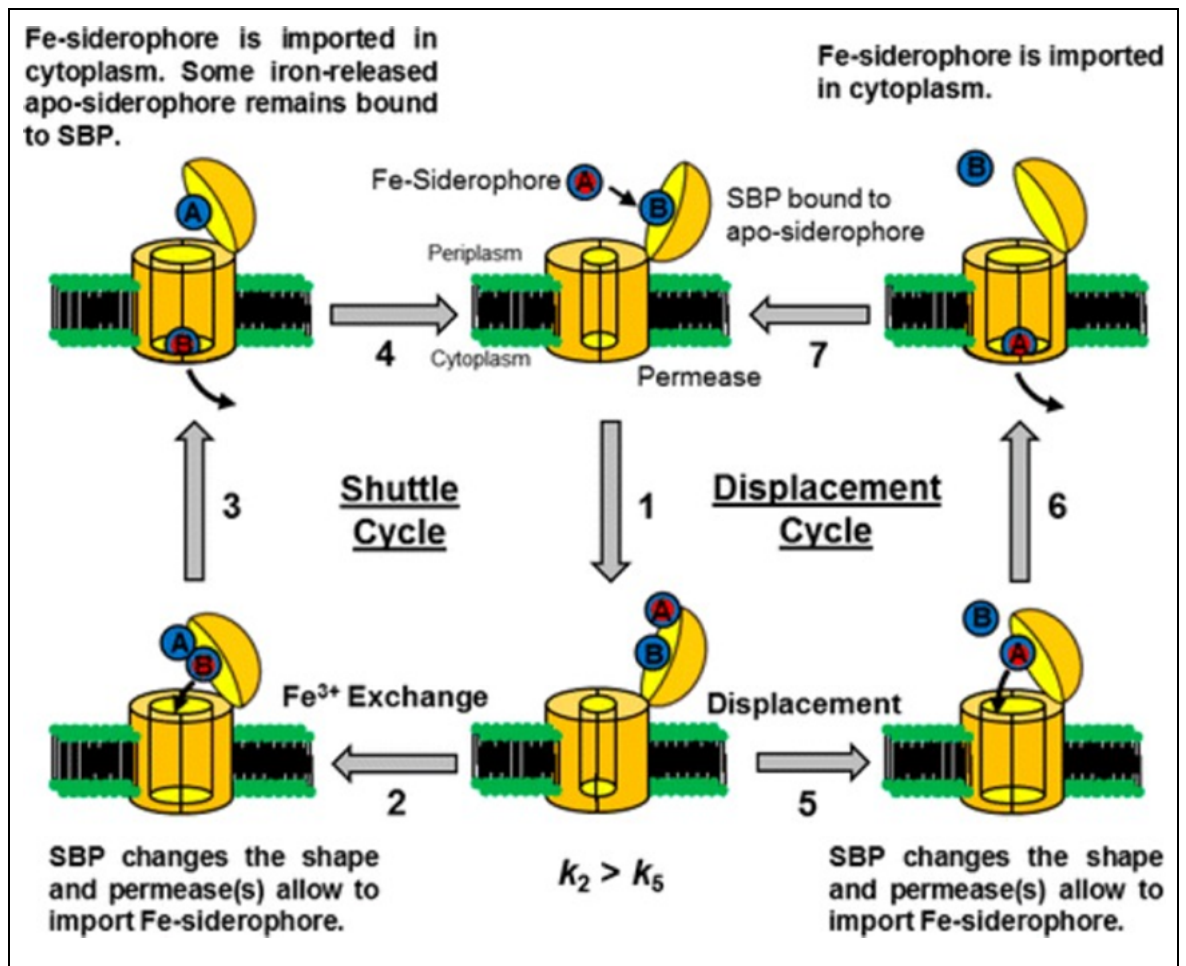 Fe-siderophore is imported in
cytoplasm. Some iron-released
apo-siderophore remains bound
to SBP.
Fe-siderophore is imported
in cytoplasm.
Fe-Siderophore
A
B
SBP bound to
apo-siderophore
A
B
Periplasm
Cytoplasm
Permease
B
A
4
7
3
Shuttle
Cycle
1
Displacement
Cycle
6
A
B
Fe³⁺ Exchange
2
A
B
Displacement
5
B
A
SBP changes the shape
and permease(s) allow to
import Fe-siderophore.
k₂ > k₅
SBP changes the shape
and permease(s) allow to
import Fe-siderophore.